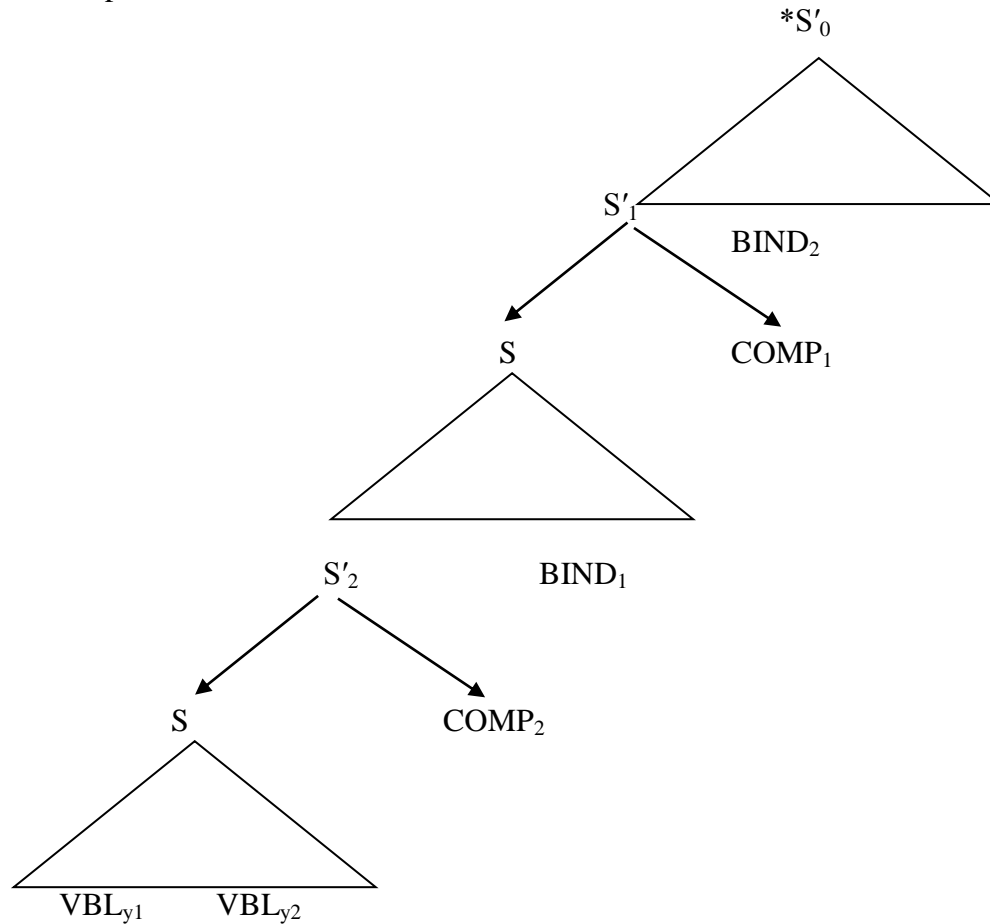 *S′₀
S′₁
BIND₂
S COMP₁
S′₂ BIND₁
S COMP₂
VBLy1 VBLy2